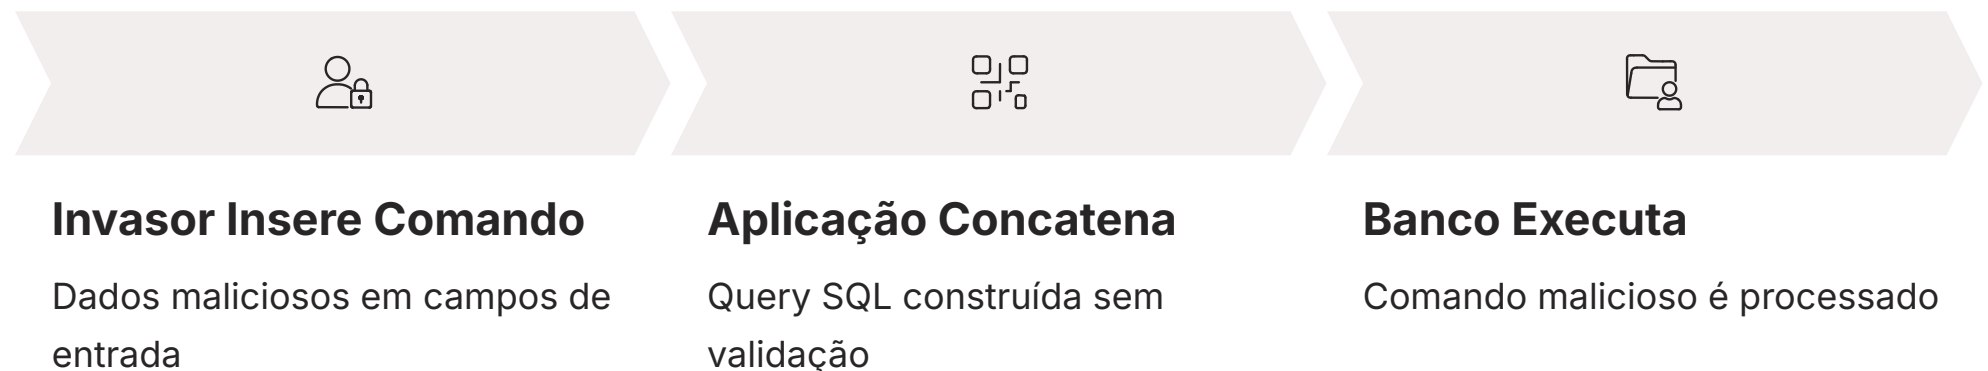 Invasor Insere Comando
Dados maliciosos em campos de
entrada
Aplicação Concatena
Query SQL construída sem
validação
Banco Executa
Comando malicioso é processado